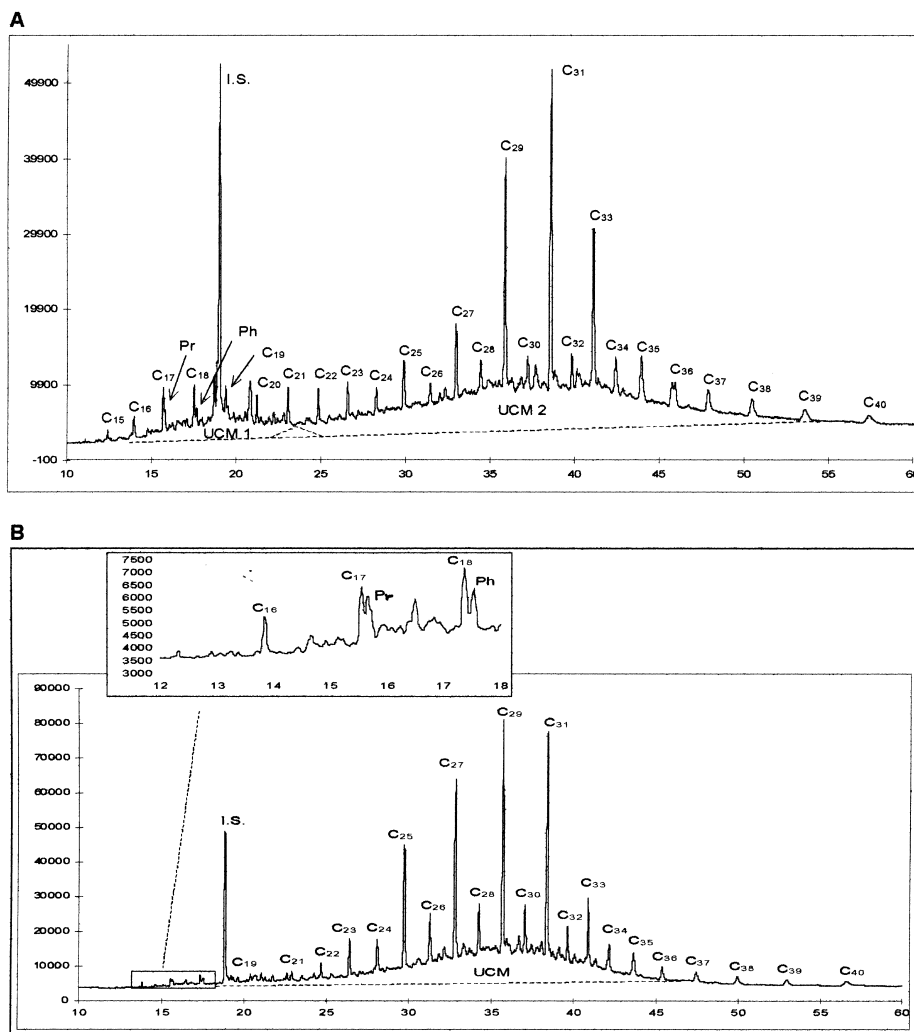 A
49900
39900
29900
19900
9900
-100
10 15 20 25 30 35 40 45 50 55 60
I.S.
C31
C29
C33
Pr
Ph
C17
C18
C19
C15
C16
C20
C21
C22
C23
C24
C25
C26
C27
C28
C30
C32
C34
C35
C36
C37
C38
C39
C40
UCM 1
UCM 2
B
7500
7000
6500
6000
5500
5000
4500
4000
3500
3000
12 13 14 15 16 17 18
C16
C17
Pr
C18
Ph
90000
80000
70000
60000
50000
40000
30000
20000
10000
0
10 15 20 25 30 35 40 45 50 55 60
I.S.
C19
C21
C22
C23
C24
C25
C26
C27
C28
C29
C30
C31
C32
C33
C34
C35
C36
C37
C38
C39
C40
UCM